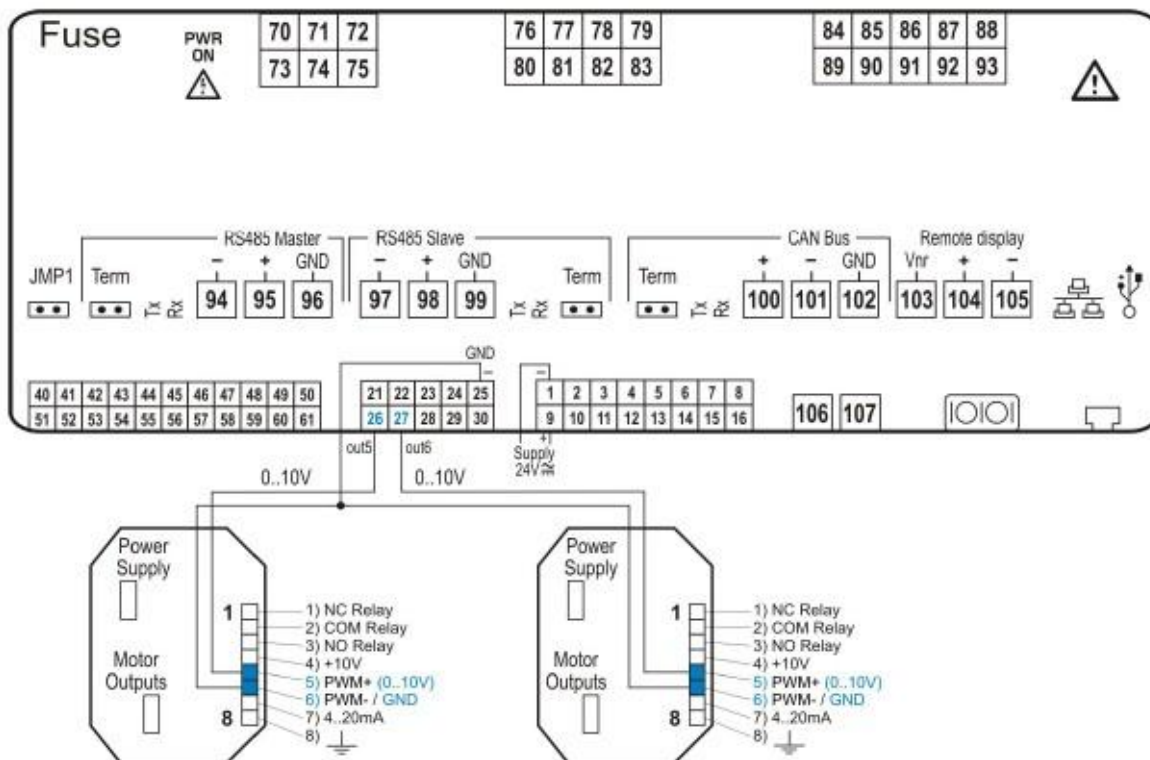 Fuse
PWR
ON
70 71 72
73 74 75
76 77 78 79
80 81 82 83
84 85 86 87 88
89 90 91 92 93
RS485 Master
RS485 Slave
CAN Bus
Remote display
JMP1
Term
Tx
Rx
− + GND
94 95 96
− + GND
97 98 99
Tx
Rx
Term
Term
Tx
Rx
+ − GND
100 101 102
Vnr + −
103 104 105
40 41 42 43 44 45 46 47 48 49 50
51 52 53 54 55 56 57 58 59 60 61
GND
−
21 22 23 24 25
26 27 28 29 30
−
1 2 3 4 5 6 7 8
9 10 11 12 13 14 15 16
106 107
out5
out6
+
Supply
24V
0..10V
0..10V
Power
Supply
Motor
Outputs
1
8
1) NC Relay
2) COM Relay
3) NO Relay
4) +10V
5) PWM+ (0..10V)
6) PWM- / GND
7) 4..20mA
8)
Power
Supply
Motor
Outputs
1
8
1) NC Relay
2) COM Relay
3) NO Relay
4) +10V
5) PWM+ (0..10V)
6) PWM- / GND
7) 4..20mA
8)